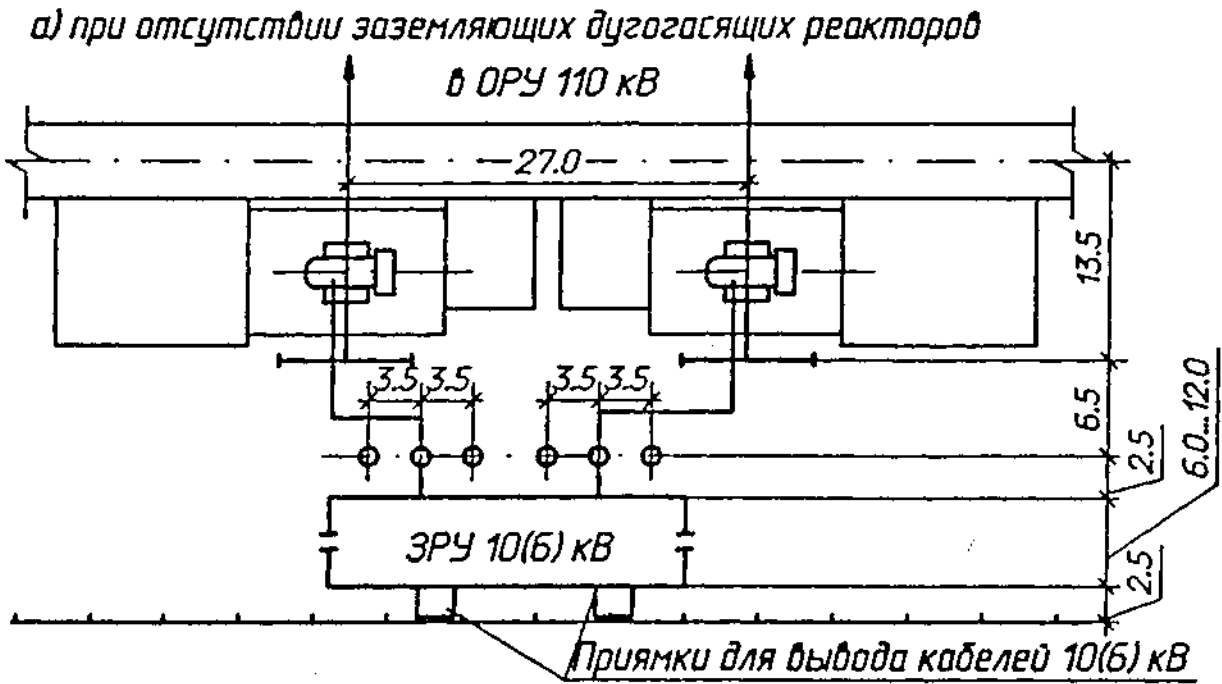 а) при отсутствии заземляющих дугогасящих реакторов
в ОРУ 110 кВ
27.0
13.5
3.5 3.5 3.5 3.5
6.5
2.5
6.0...12.0
ЗРУ 10(6) кВ
2.5
Приямки для вывода кабелей 10(6) кВ